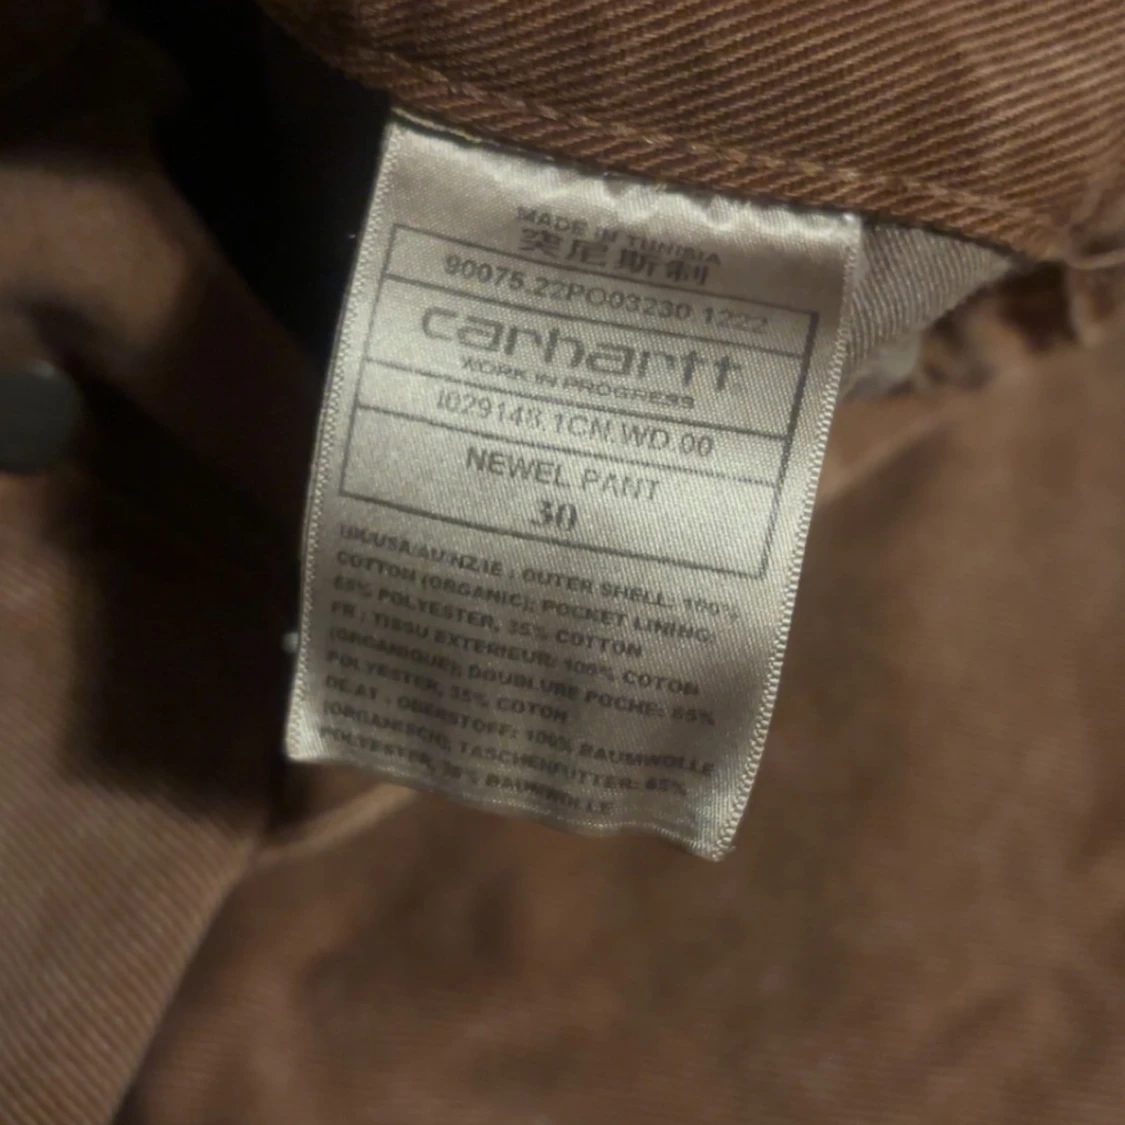 MADE IN TUNISIA
突尼斯制
90075.22PO03230.1222
carhartt
WORK IN PROGRESS
I029148.1CN.WD.00
NEWEL PANT
30
UK/USA/AU/NZ/IE : OUTER SHELL: 100%
COTTON (ORGANIC); POCKET LINING:
65% POLYESTER, 35% COTTON
FR : TISSU EXTERIEUR: 100% COTON
(ORGANIQUE); DOUBLURE POCHE: 65%
POLYESTER, 35% COTON
DE,AT : OBERSTOFF: 100% BAUMWOLLE
(ORGANISCH); TASCHENFUTTER: 65%
POLYESTER, 35% BAUMWOLLE